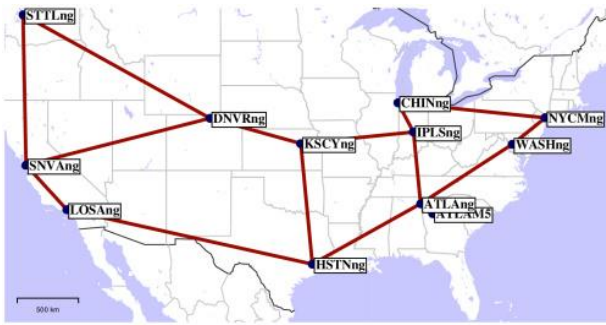 STTLng
CHINng
DNVRng
NYCMng
IPLSng
KSCYng
WASHng
SNVAng
ATLAng
LOSAng
ATLAM5
HSTNng
500 km